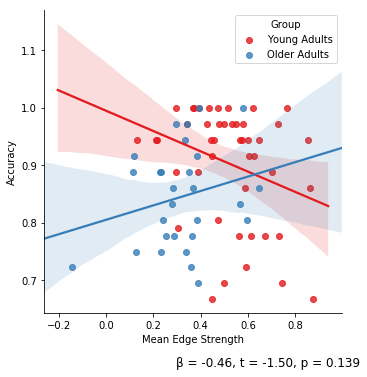 Group
Young Adults
Older Adults
Accuracy
1.1
1.0
0.9
0.8
0.7
−0.2 0.0 0.2 0.4 0.6 0.8
Mean Edge Strength
β = -0.46, t = -1.50, p = 0.139